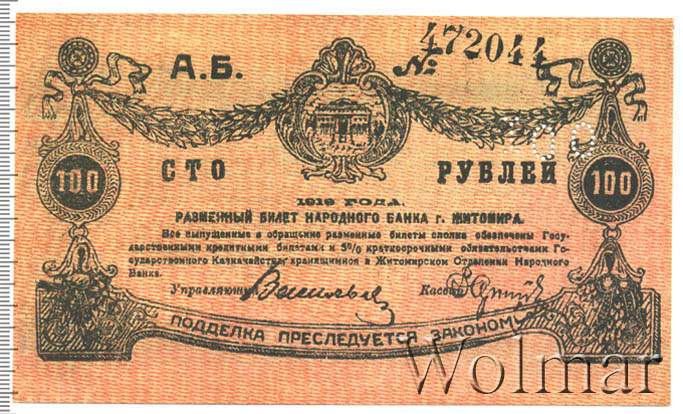 А.Б.
№ 472044
СТО РУБЛЕЙ
100 100
1919 ГОДА.
РАЗМЕННЫЙ БИЛЕТ НАРОДНОГО БАНКА г. ЖИТОМИРА.
Все выпущенные в обращение разменные билеты сполна обеспечены Госу-
дарственными кредитными билетами и 5% краткосрочными обязательствами Го-
сударственного Казначейства хранящимися в Житомирском Отделении Народного
Банка.
Управляющий Кассир
ПОДДЕЛКА ПРЕСЛЕДУЕТСЯ ЗАКОНОМ
Wolmar